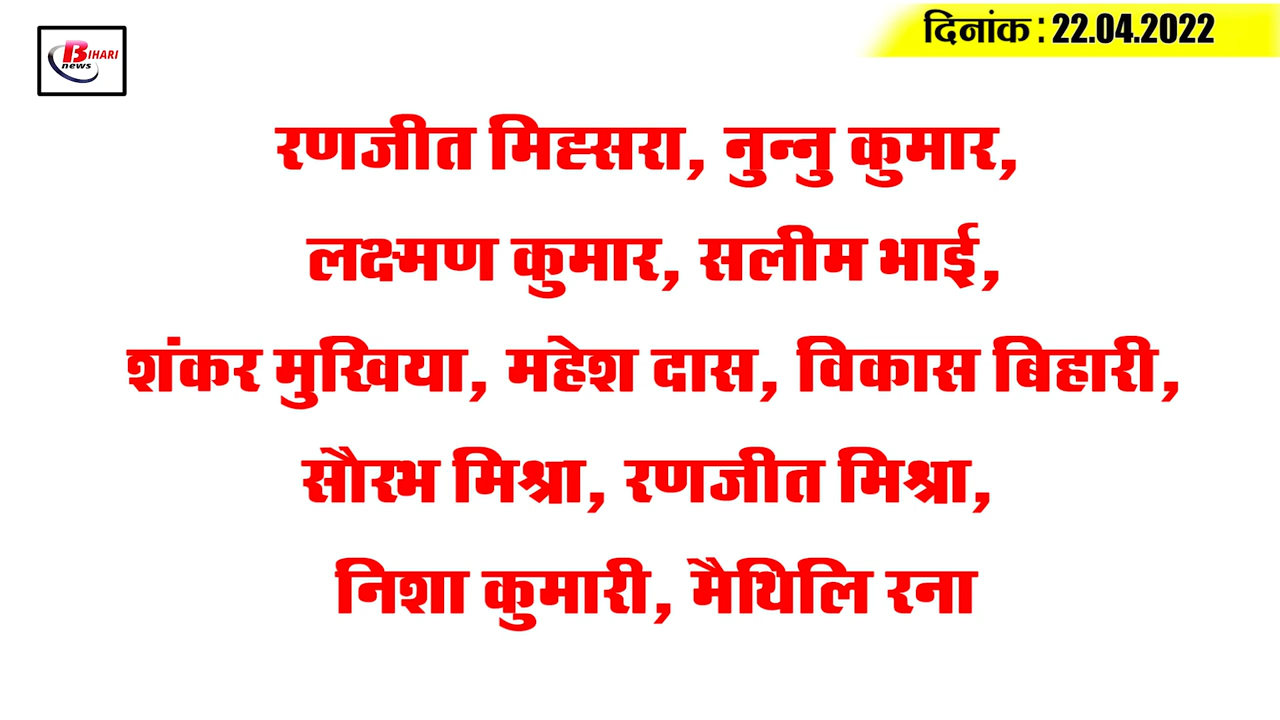 BIHARI
news
दिनांक : 22.04.2022
रणजीत मिह्सरा, नुन्नु कुमार,
लक्ष्मण कुमार, सलीम भाई,
शंकर मुखिया, महेश दास, विकास बिहारी,
सौरभ मिश्रा, रणजीत मिश्रा,
निशा कुमारी, मैथिलि रना